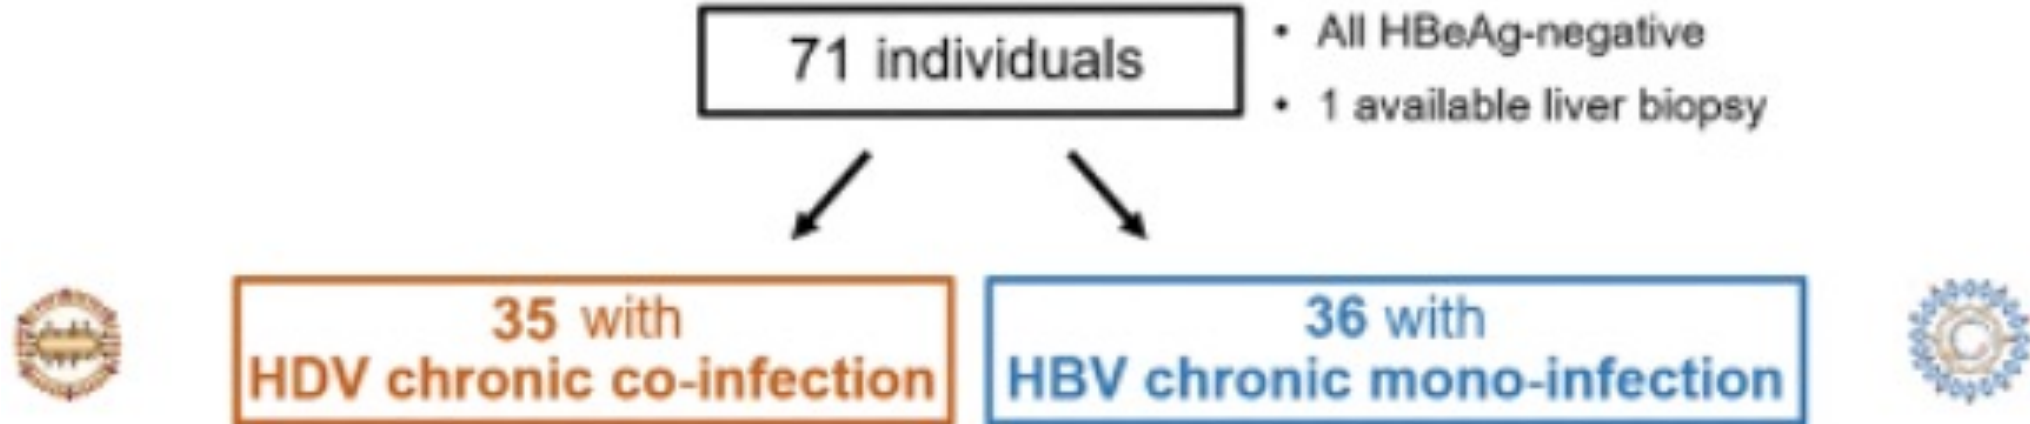 71 individuals
• All HBeAg-negative
• 1 available liver biopsy
35 with
HDV chronic co-infection
36 with
HBV chronic mono-infection